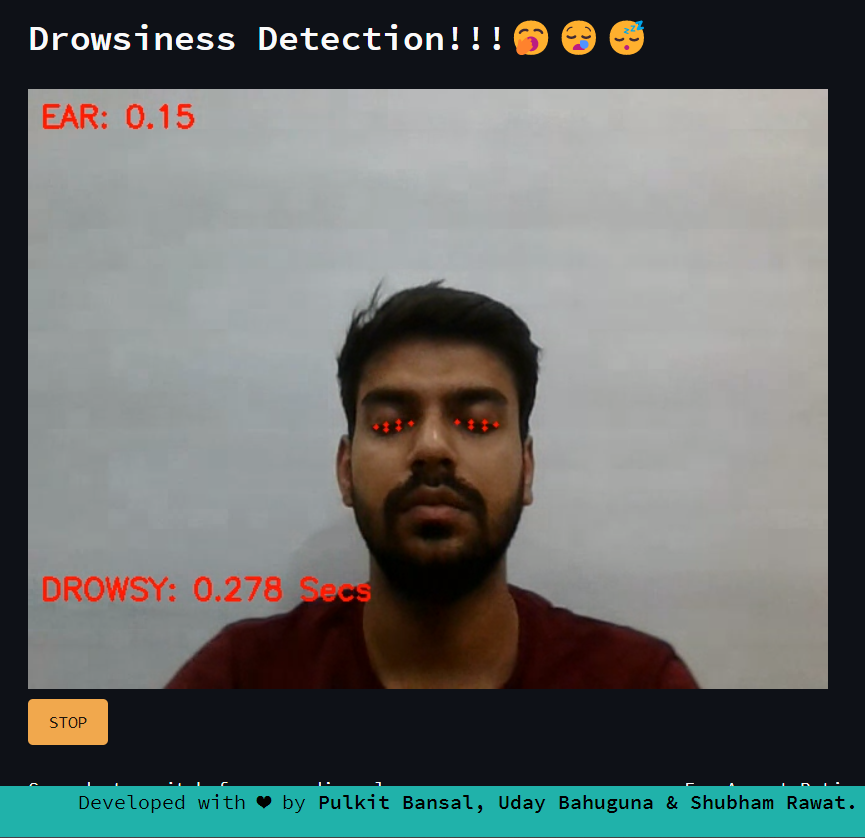 Drowsiness Detection!!!🥱 😪 😴
EAR: 0.15
DROWSY: 0.278 Secs
STOP
Developed with ❤ by Pulkit Bansal, Uday Bahuguna & Shubham Rawat.